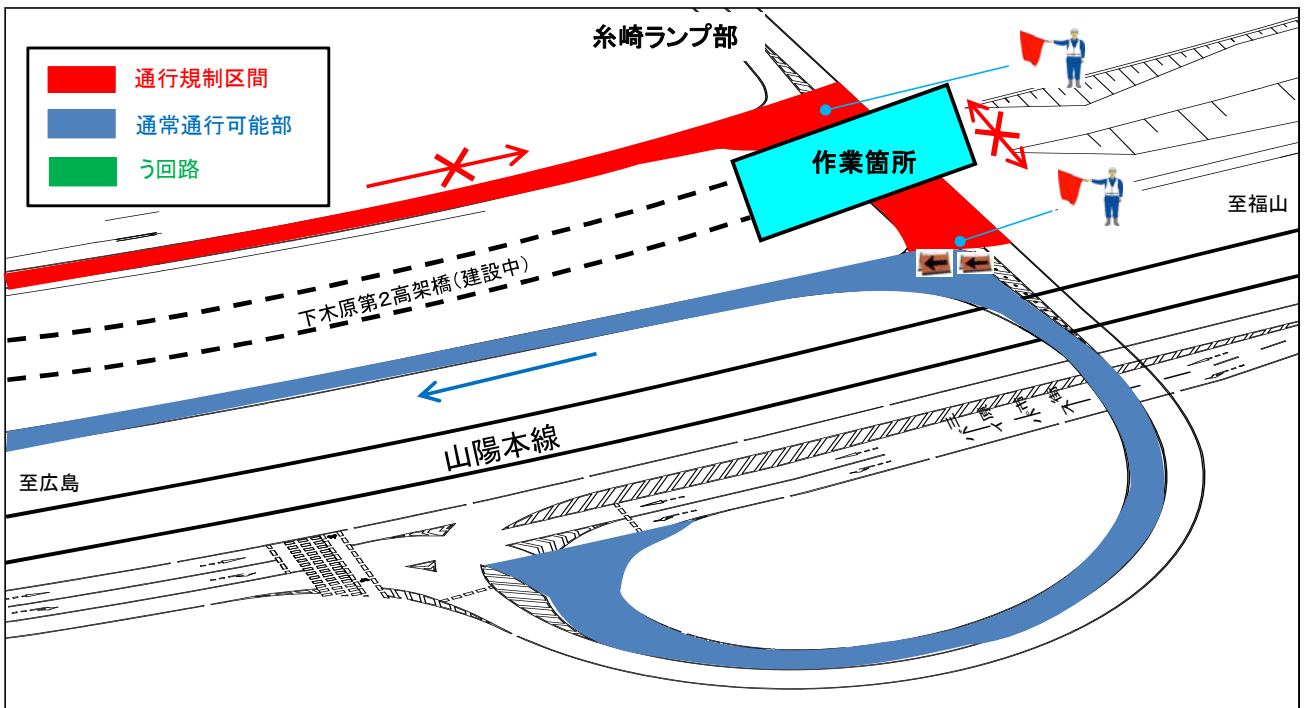 糸崎ランプ部
通行規制区間
通常通行可能部
う回路
作業箇所
至福山
下木原第2高架橋(建設中)
山陽本線
至広島